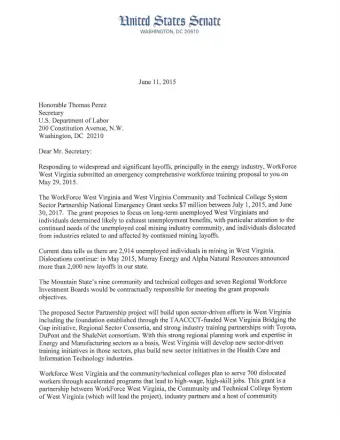 United States Senate
WASHINGTON, DC 20510
June 11, 2015
Honorable Thomas Perez
Secretary
U.S. Department of Labor
200 Constitution Avenue, N.W.
Washington, DC 20210
Dear Mr. Secretary:
Responding to widespread and significant layoffs, principally in the energy industry, WorkForce
West Virginia submitted an emergency comprehensive workforce training proposal to you on
May 29, 2015.
The WorkForce West Virginia and West Virginia Community and Technical College System
Sector Partnership National Emergency Grant seeks $7 million between July 1, 2015, and June
30, 2017. The grant proposes to focus on long-term unemployed West Virginians and
individuals determined likely to exhaust unemployment benefits, with particular attention to the
continued needs of the unemployed coal mining industry community, and individuals dislocated
from industries related to and affected by continued mining layoffs.
Current data tells us there are 2,914 unemployed individuals in mining in West Virginia.
Dislocations continue: in May 2015, Murray Energy and Alpha Natural Resources announced
more than 2,000 new layoffs in our state.
The Mountain State's nine community and technical colleges and seven Regional Workforce
Investment Boards would be contractually responsible for meeting the grant proposals
objectives.
The proposed Sector Partnership project will build upon sector-driven efforts in West Virginia
including the foundation established through the TAACCCT-funded West Virginia Bridging the
Gap initiative, Regional Sector Consortia, and strong industry training partnerships with Toyota,
DuPont and the ShaleNet consortium. With this strong regional planning work and expertise in
Energy and Manufacturing sectors as a basis, West Virginia will develop new sector-driven
training initiatives in those sectors, plus build new sector initiatives in the Health Care and
Information Technology industries.
Workforce West Virginia and the community/technical colleges plan to serve 700 dislocated
workers through accelerated programs that lead to high-wage, high-skill jobs. This grant is a
partnership between WorkForce West Virginia, the Community and Technical College System
of West Virginia (which will lead the project), industry partners and a host of community